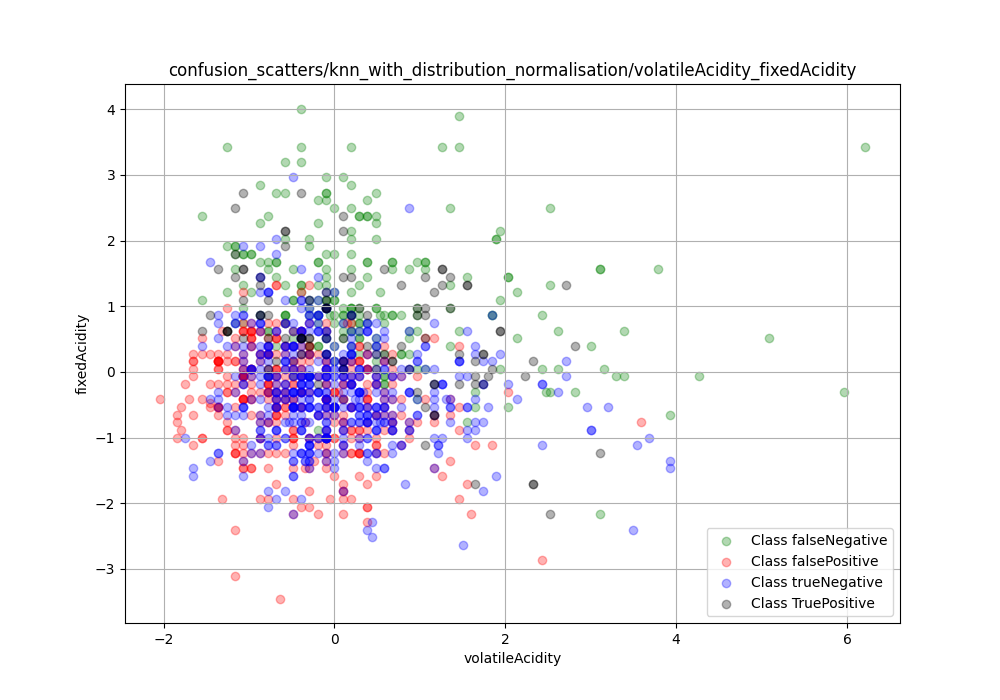 confusion_scatters/knn_with_distribution_normalisation/volatileAcidity_fixedAcidity
4
3
2
1
0
−1
−2
−3
fixedAcidity
−2
0
2
4
6
volatileAcidity
Class falseNegative
Class falsePositive
Class trueNegative
Class TruePositive